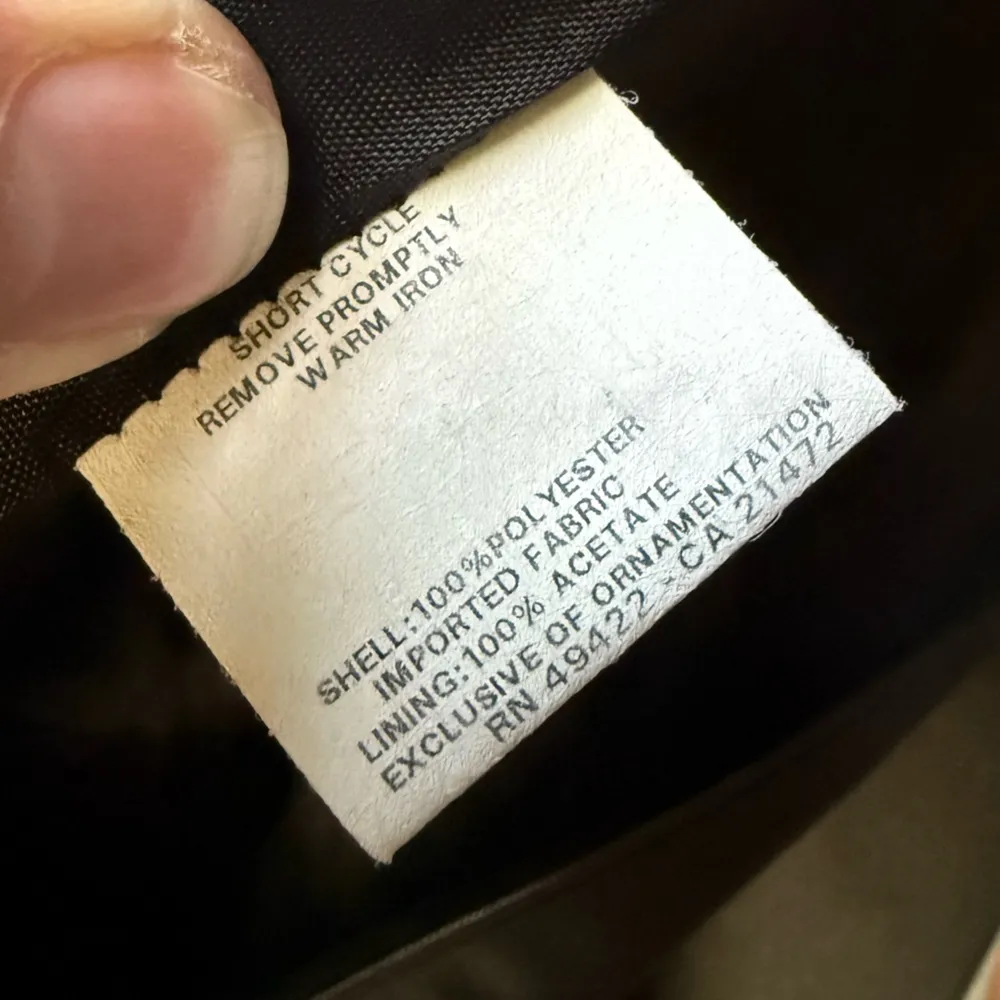 SHORT CYCLE
REMOVE PROMPTLY
WARM IRON
SHELL:100%POLYESTER
IMPORTED FABRIC
LINING:100% ACETATE
EXCLUSIVE OF ORNAMENTATION
RN 49422 CA 21472